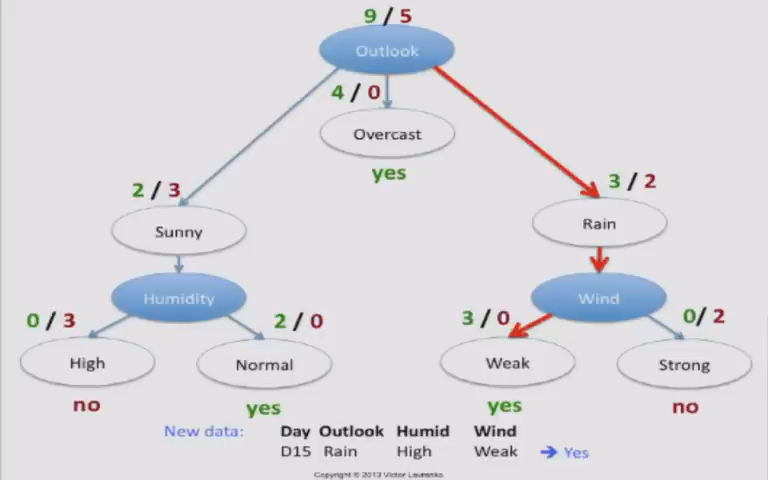 9 / 5
Outlook
4 / 0
Overcast
yes
2 / 3
3 / 2
Sunny
Rain
Humidity
Wind
0 / 3
2 / 0
3 / 0
0/ 2
High
Normal
Weak
Strong
no
yes
yes
no
New data: Day Outlook Humid Wind
D15 Rain High Weak → Yes
Copyright © 2013 Victor Lavrenko